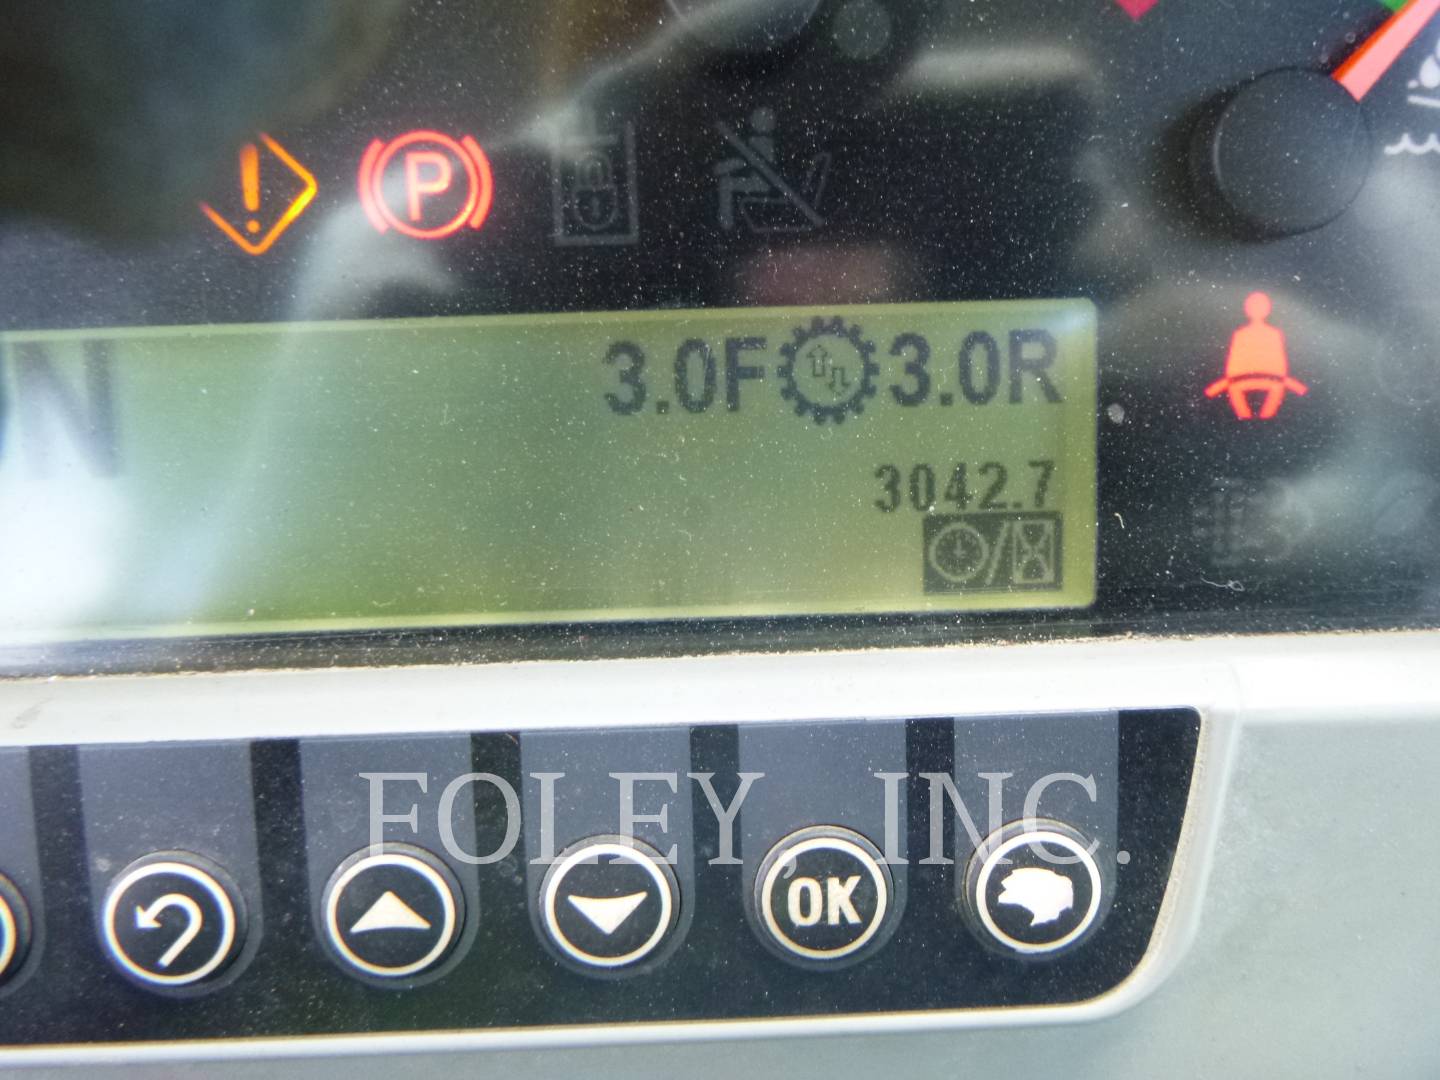 P
N
3.0F 3.0R
3042.7
FOLEY, INC.
OK